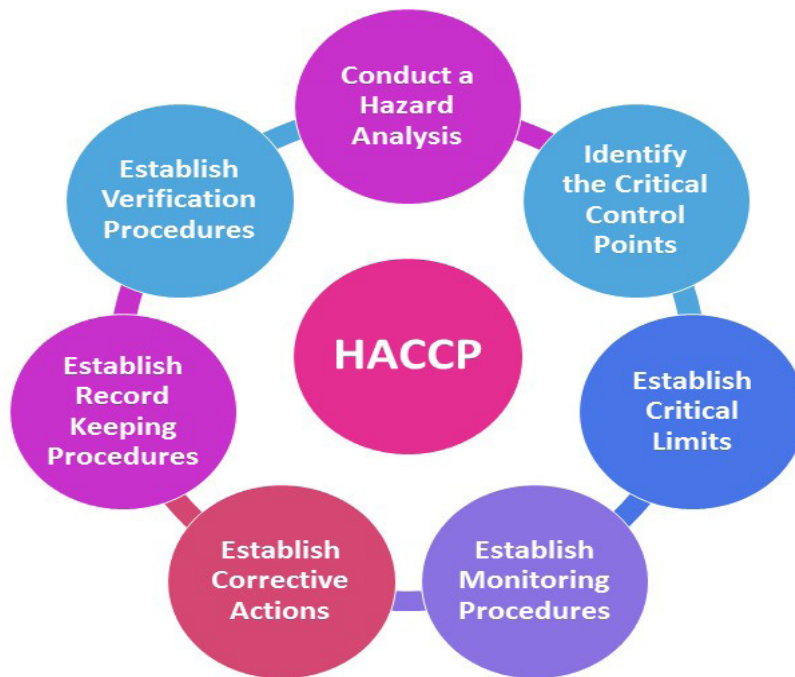 Conduct a
Hazard
Analysis
Identify
the Critical
Control
Points
Establish
Critical
Limits
Establish
Monitoring
Procedures
Establish
Corrective
Actions
Establish
Record
Keeping
Procedures
Establish
Verification
Procedures
HACCP